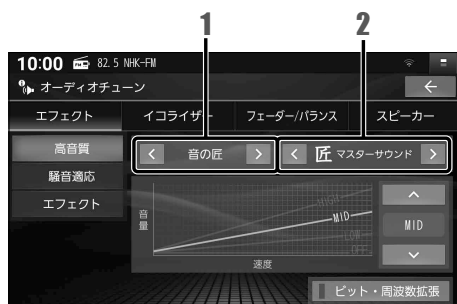 1 2
10:00 82.5 NHK-FM
オーディオチューン
エフェクト イコライザー フェーダー/バランス スピーカー
高音質 音の匠 匠 マスターサウンド
騒音適応
エフェクト
HIGH
音量 MID MID
LOW
速度
ビット・周波数拡張